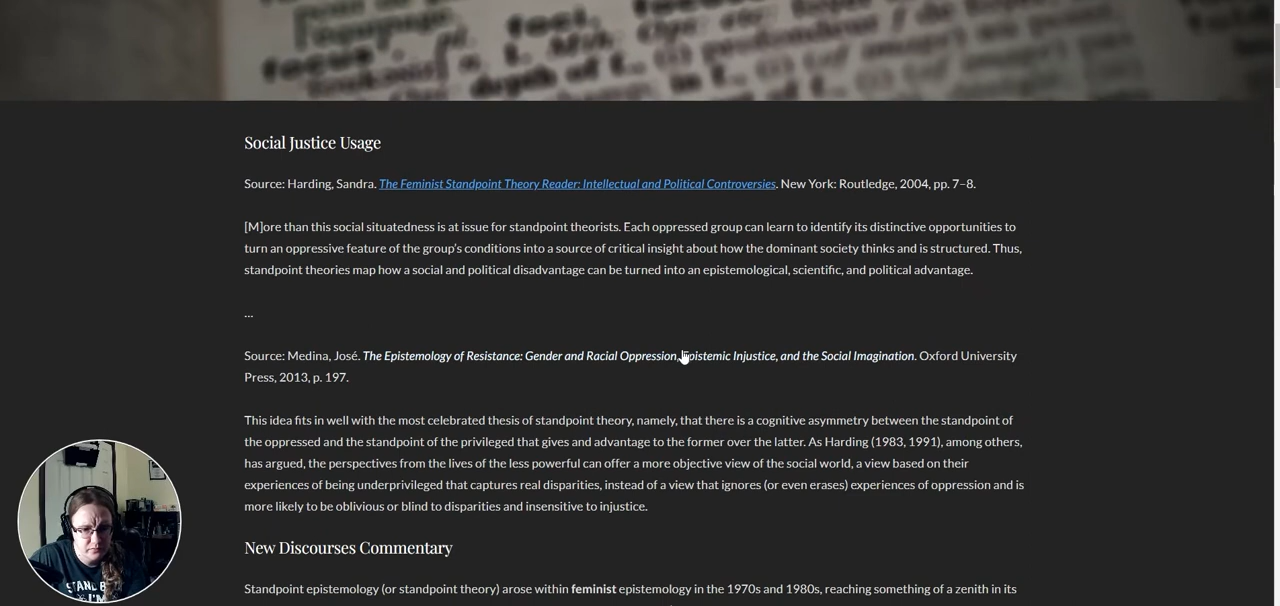 focus
depth of
Social Justice Usage
Source: Harding, Sandra. The Feminist Standpoint Theory Reader: Intellectual and Political Controversies. New York: Routledge, 2004, pp. 7–8.
[M]ore than this social situatedness is at issue for standpoint theorists. Each oppressed group can learn to identify its distinctive opportunities to
turn an oppressive feature of the group's conditions into a source of critical insight about how the dominant society thinks and is structured. Thus,
standpoint theories map how a social and political disadvantage can be turned into an epistemological, scientific, and political advantage.
...
Source: Medina, José. The Epistemology of Resistance: Gender and Racial Oppression, Epistemic Injustice, and the Social Imagination. Oxford University
Press, 2013, p. 197.
This idea fits in well with the most celebrated thesis of standpoint theory, namely, that there is a cognitive asymmetry between the standpoint of
the oppressed and the standpoint of the privileged that gives and advantage to the former over the latter. As Harding (1983, 1991), among others,
has argued, the perspectives from the lives of the less powerful can offer a more objective view of the social world, a view based on their
experiences of being underprivileged that captures real disparities, instead of a view that ignores (or even erases) experiences of oppression and is
more likely to be oblivious or blind to disparities and insensitive to injustice.
New Discourses Commentary
Standpoint epistemology (or standpoint theory) arose within feminist epistemology in the 1970s and 1980s, reaching something of a zenith in its
I'M